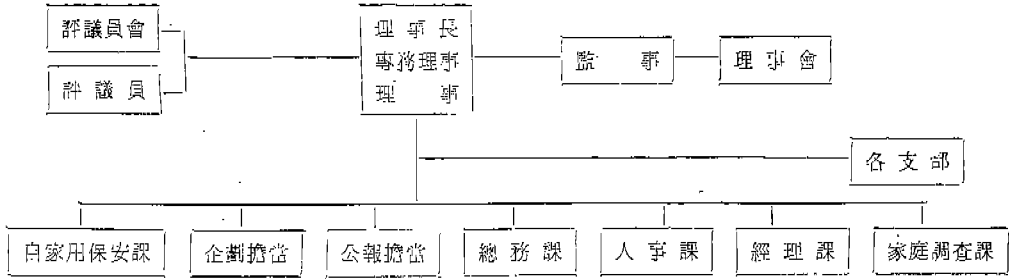 評議員會
評議員
理事長
專務理事
理事
監事
理事會
各支部
自家用保安課
企劃擔當
公報擔當
總務課
人事課
經理課
家庭調査課